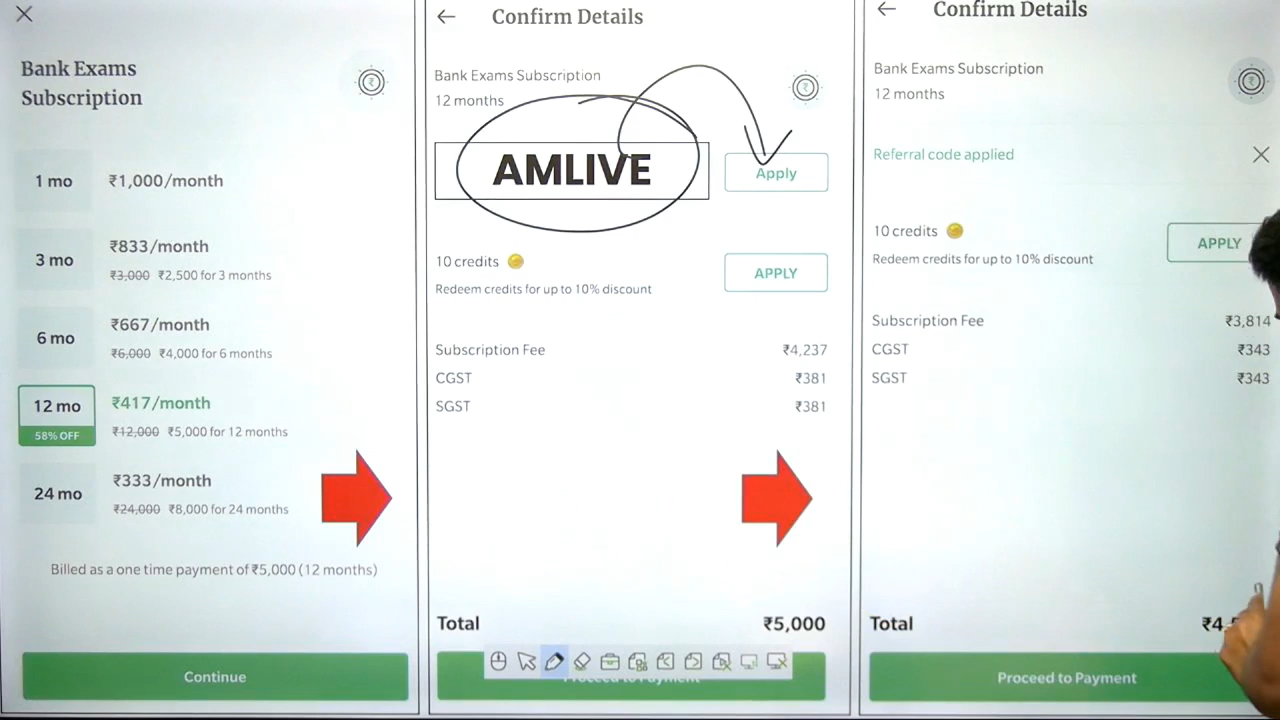 Bank Exams
Subscription
1 mo
₹1,000/month
3 mo
₹833/month
₹3,000 ₹2,500 for 3 months
6 mo
₹667/month
₹6,000 ₹4,000 for 6 months
12 mo
58% OFF
₹417/month
₹12,000 ₹5,000 for 12 months
24 mo
₹333/month
₹24,000 ₹8,000 for 24 months
Billed as a one time payment of ₹5,000 (12 months)
Continue
Confirm Details
Bank Exams Subscription
12 months
AMLIVE
Apply
10 credits
APPLY
Redeem credits for up to 10% discount
Subscription Fee ₹4,237
CGST ₹381
SGST ₹381
Total ₹5,000
Proceed to Payment
Confirm Details
Bank Exams Subscription
12 months
Referral code applied
10 credits
APPLY
Redeem credits for up to 10% discount
Subscription Fee ₹3,814
CGST ₹343
SGST ₹343
Total
Proceed to Payment